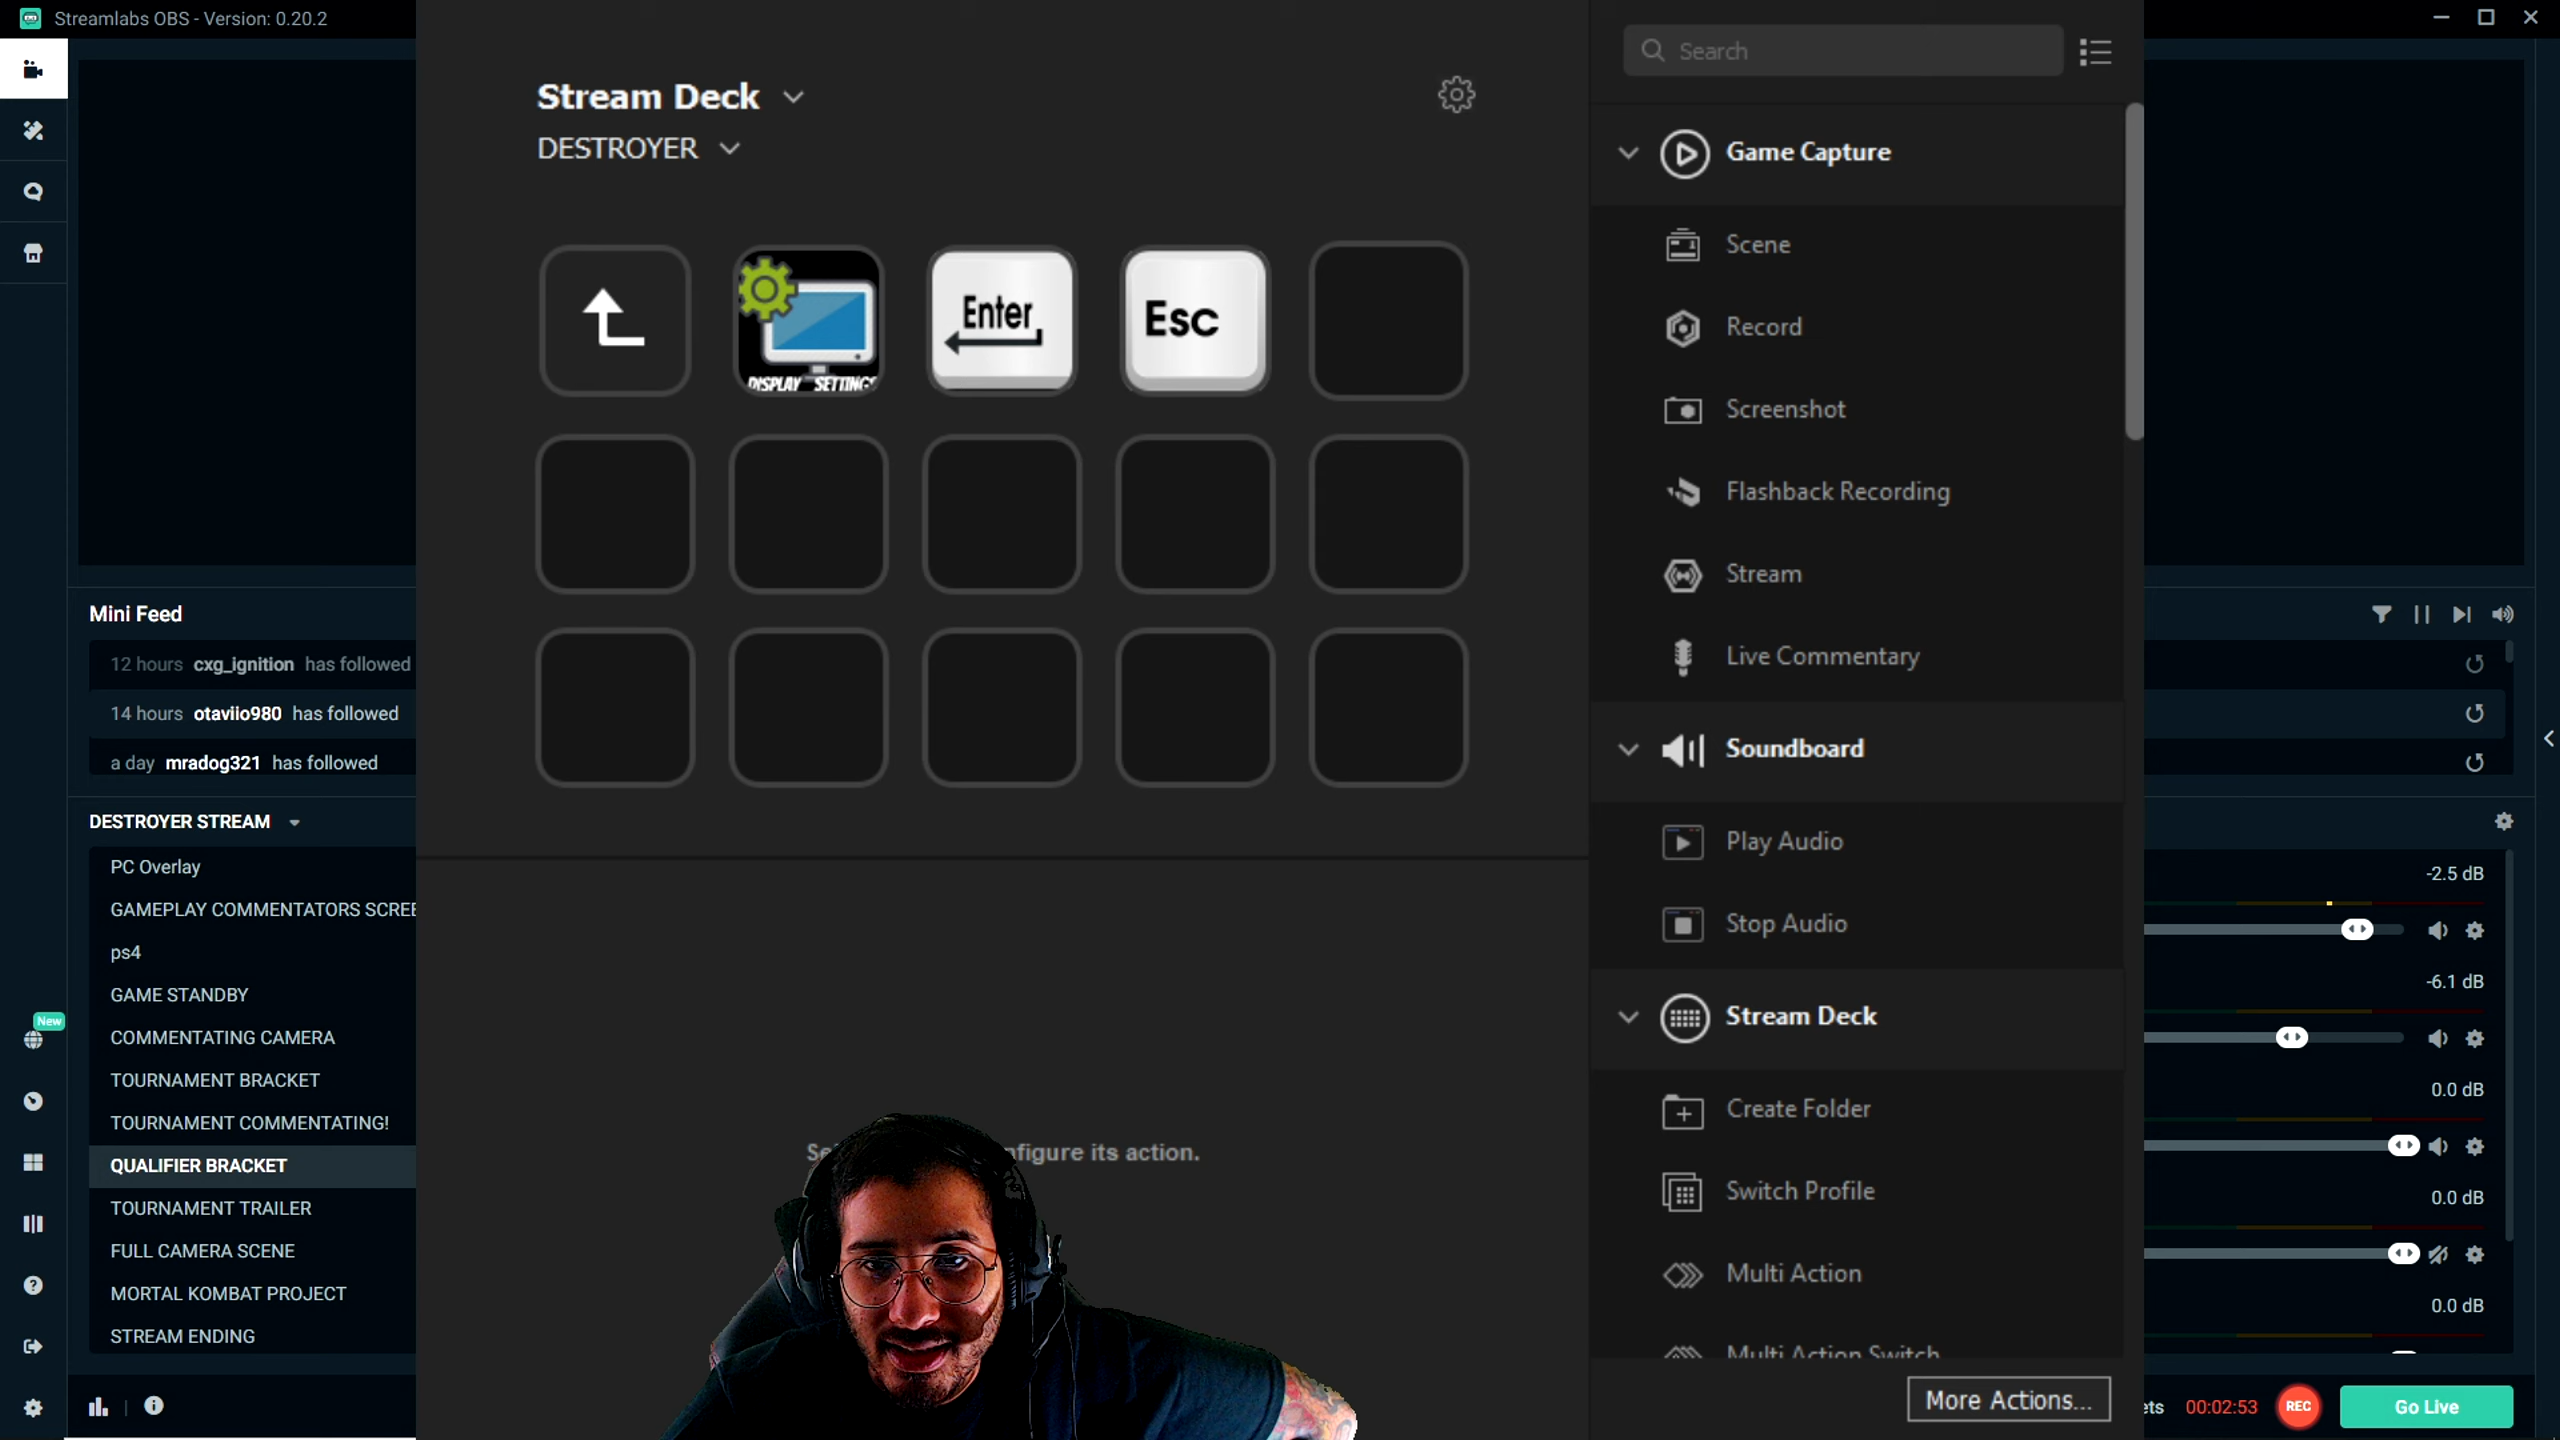 Streamlabs OBS - Version: 0.20.2
Stream Deck
DESTROYER
DISPLAY SETTINGS
Enter
Esc
Search
Game Capture
Scene
Record
Screenshot
Flashback Recording
Stream
Live Commentary
Soundboard
Play Audio
Stop Audio
Stream Deck
Create Folder
Switch Profile
Multi Action
Multi Action Switch
More Actions...
Mini Feed
12 hours cxg_ignition has followed
14 hours otaviio980 has followed
a day mradog321 has followed
DESTROYER STREAM
PC Overlay
GAMEPLAY COMMENTATORS SCREE
ps4
GAME STANDBY
COMMENTATING CAMERA
TOURNAMENT BRACKET
TOURNAMENT COMMENTATING!
QUALIFIER BRACKET
TOURNAMENT TRAILER
FULL CAMERA SCENE
MORTAL KOMBAT PROJECT
STREAM ENDING
New
nfigure its action.
-2.5 dB
-6.1 dB
0.0 dB
0.0 dB
0.0 dB
ets 00:02:53 REC Go Live